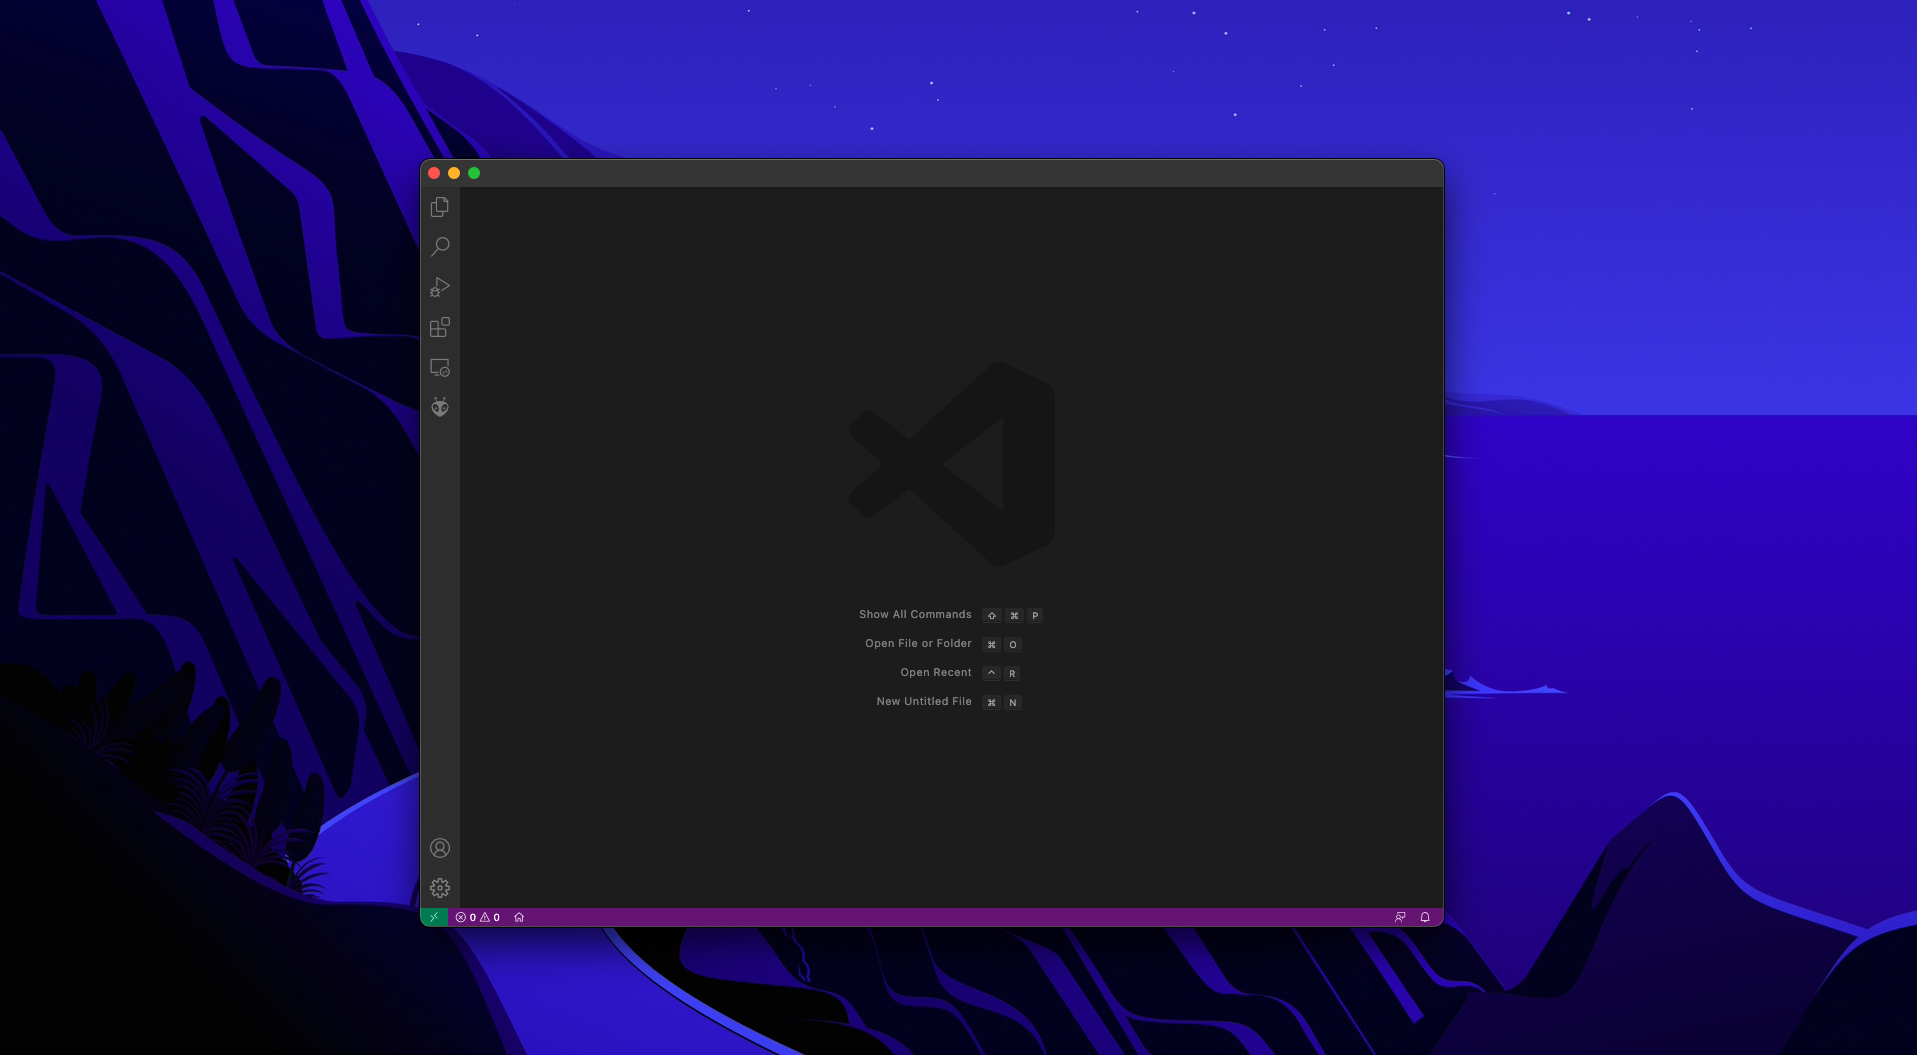 Show All Commands ⇧ ⌘ P
Open File or Folder ⌘ O
Open Recent ^ R
New Untitled File ⌘ N
0 0